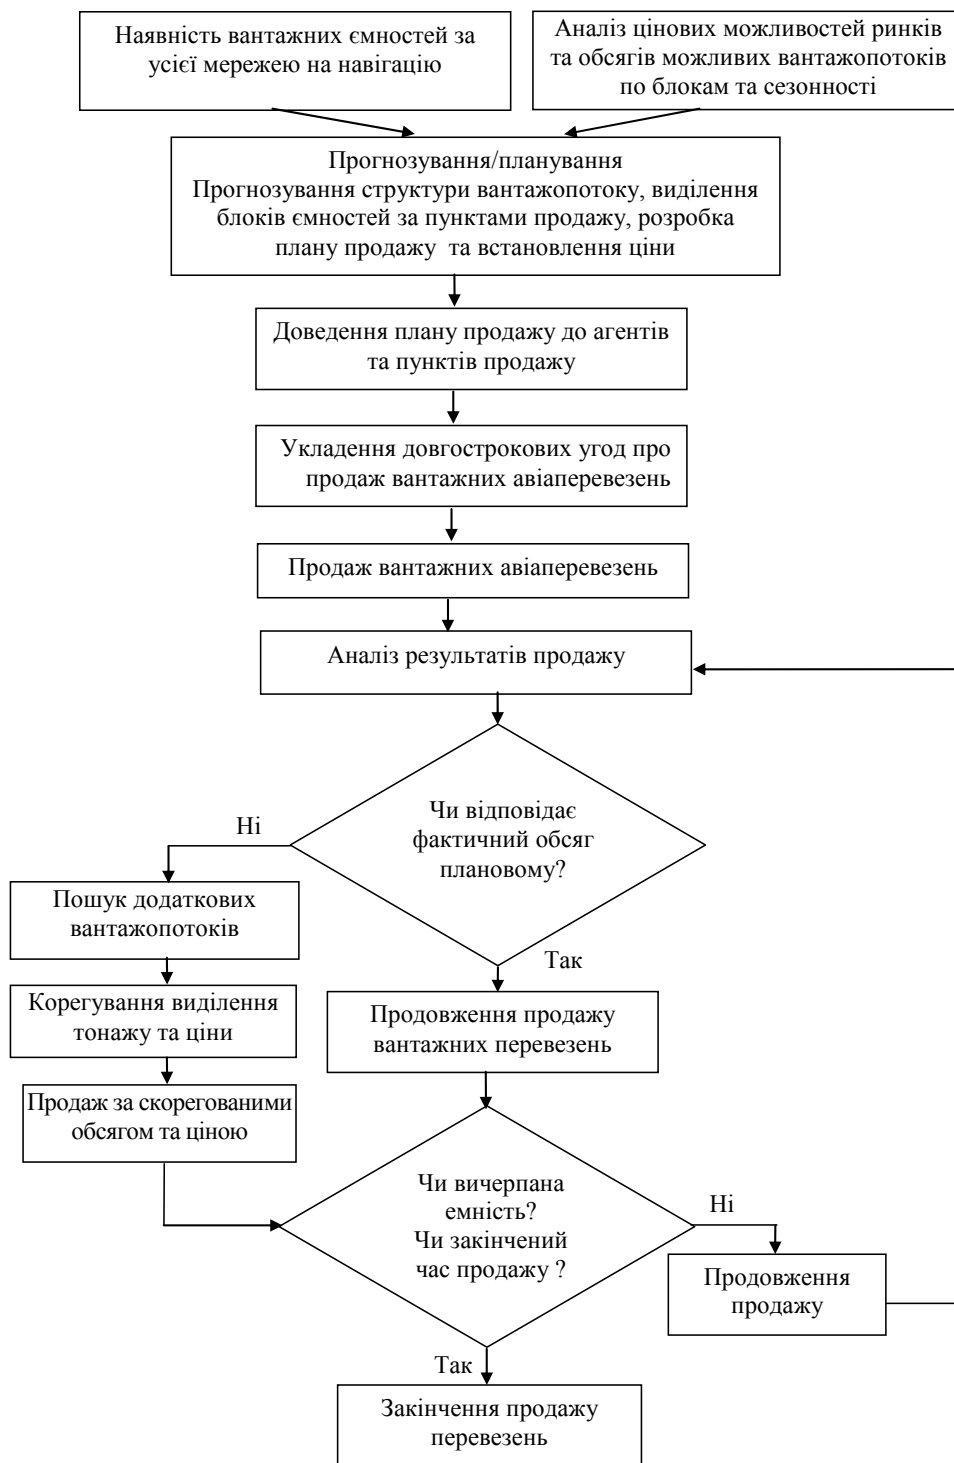 Наявність вантажних ємностей за
усієї мережею на навігацію
Аналіз цінових можливостей ринків
та обсягів можливих вантажопотоків
по блокам та сезонності
Прогнозування/планування
Прогнозування структури вантажопотоку, виділення
блоків ємностей за пунктами продажу, розробка
плану продажу та встановлення ціни
Доведення плану продажу до агентів
та пунктів продажу
Укладення довгострокових угод про
продаж вантажних авіаперевезень
Продаж вантажних авіаперевезень
Аналіз результатів продажу
Чи відповідає
фактичний обсяг
плановому?
Ні
Пошук додаткових
вантажопотоків
Так
Корегування виділення
тонажу та ціни
Продовження продажу
вантажних перевезень
Продаж за скорегованими
обсягом та ціною
Чи вичерпана
емність?
Чи закінчений
час продажу ?
Ні
Продовження
продажу
Так
Закінчення продажу
перевезень